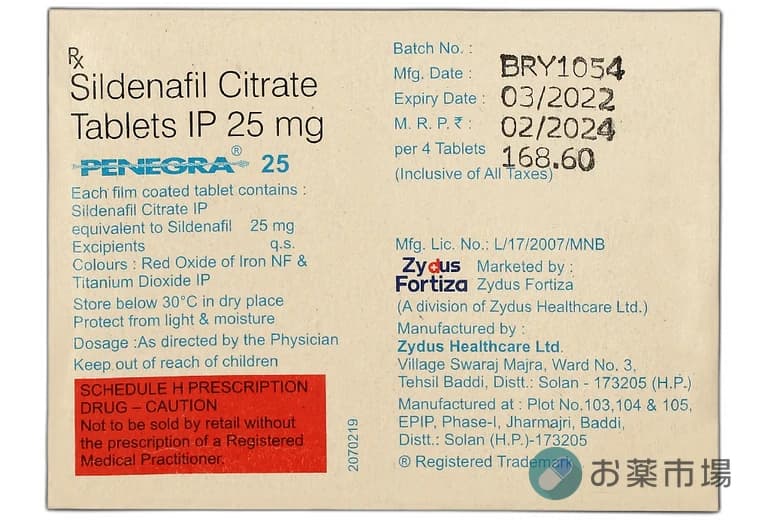 Rx
Sildenafil Citrate
Tablets IP 25 mg
PENEGRA® 25
Each film coated tablet contains :
Sildenafil Citrate IP
equivalent to Sildenafil 25 mg
Excipients q.s.
Colours : Red Oxide of Iron NF &
Titanium Dioxide IP
Store below 30°C in dry place
Protect from light & moisture
Dosage :As directed by the Physician
Keep out of reach of children
SCHEDULE H PRESCRIPTION
DRUG – CAUTION
Not to be sold by retail without
the prescription of a Registered
Medical Practitioner.
2070219
Batch No. : BRY1054
Mfg. Date : 03/2022
Expiry Date : 02/2024
M. R. P. ₹ : 168.60
per 4 Tablets
(Inclusive of All Taxes)
Mfg. Lic. No.: L/17/2007/MNB
Zydus
Fortiza
Marketed by :
Zydus Fortiza
(A division of Zydus Healthcare Ltd.)
Manufactured by :
Zydus Healthcare Ltd.
Village Swaraj Majra, Ward No. 3,
Tehsil Baddi, Distt.: Solan - 173205 (H.P.)
Manufactured at : Plot No.103,104 & 105,
EPIP, Phase-I, Jharmajri, Baddi,
Distt.: Solan (H.P.)-173205
® Registered Trademark
お薬市場